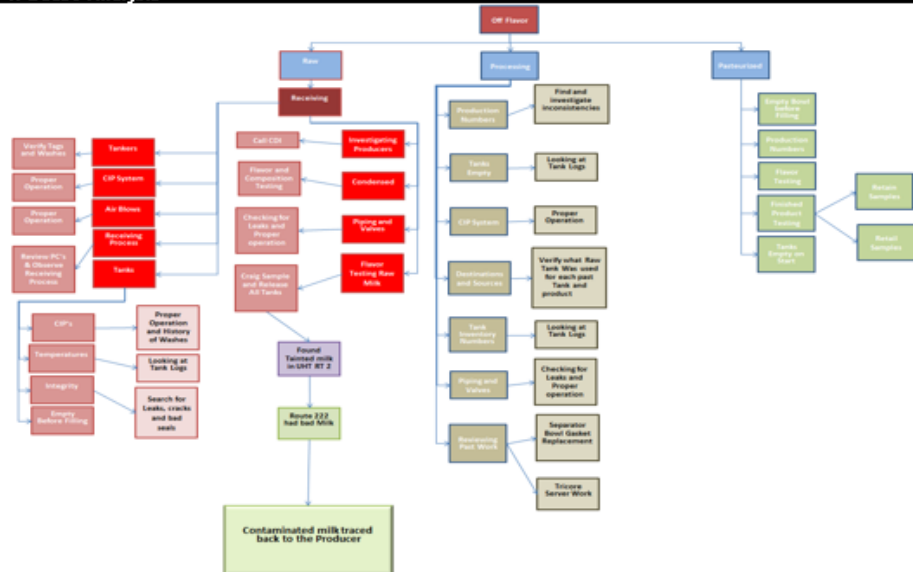 Off Flavor
Raw
Processing
Pasteurized
Receiving
Tankers
Verify Tags
and Washes
CIP System
Proper
Operation
Air Blows
Proper
Operation
Receiving
Process
Review PC's
& Observe
Receiving
Process
Tanks
CIP's
Proper
Operation
and History
of Washes
Temperatures
Looking at
Tank Logs
Integrity
Search for
Leaks, cracks
and bad
seals
Empty
Before Filling
Investigating
Producers
Call CDI
Condensed
Flavor and
Composition
Testing
Piping and
Valves
Checking for
Leaks and
Proper
operation
Flavor
Testing Raw
Milk
Craig Sample
and Release
All Tanks
Found
Tainted milk
in UHT RT 2
Route 222
had bad Milk
Contaminated milk traced
back to the Producer
Production
Numbers
Find and
investigate
inconsistencies
Tanks
Empty
Looking at
Tank Logs
CIP System
Proper
Operation
Destinations
and Sources
Verify what Raw
Tank Was used
for each past
Tank and
product
Tank
Inventory
Numbers
Looking at
Tank Logs
Piping and
Valves
Checking for
Leaks and
Proper
operation
Reviewing
Past Work
Separator
Bowl Gasket
Replacement
Tricore
Server Work
Empty Bowl
before
Filling
Production
Numbers
Flavor
Testing
Finished
Product
Testing
Retain
Samples
Retail
Samples
Tanks
Empty on
Start